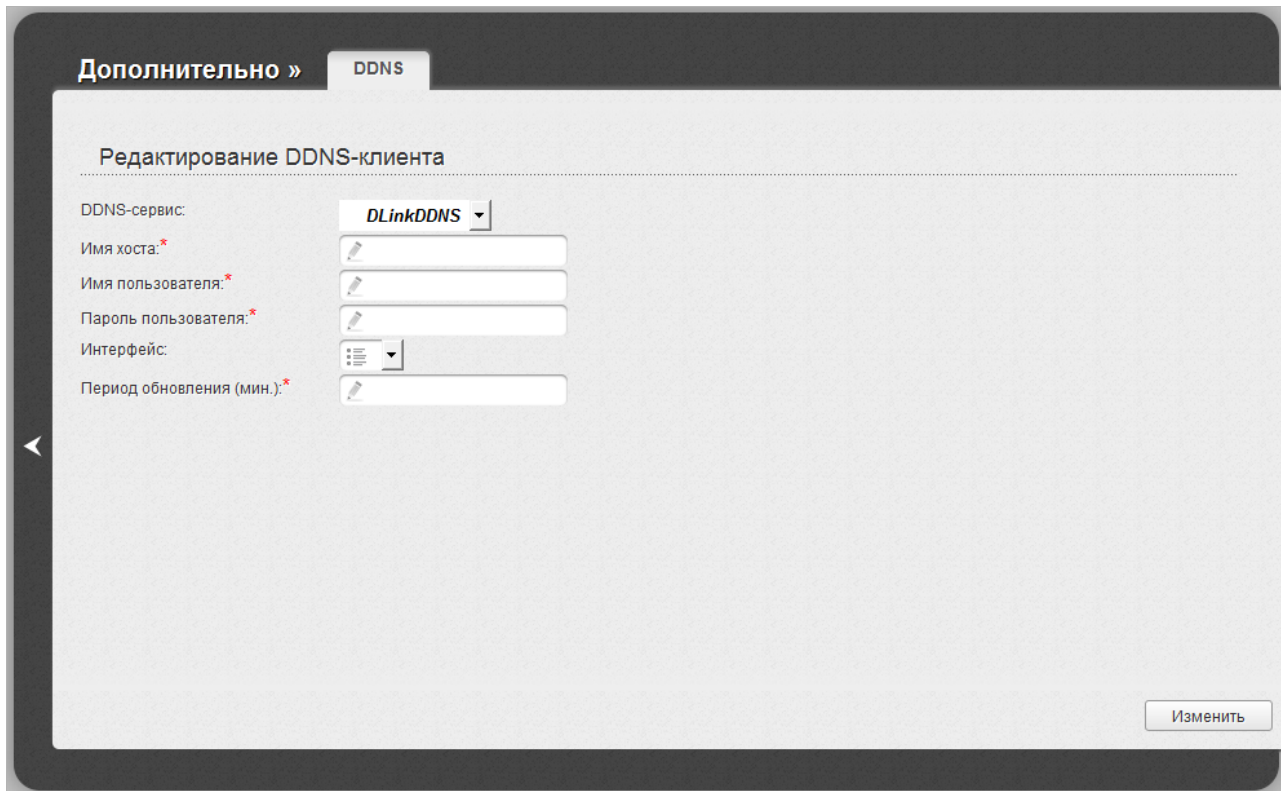 Дополнительно » DDNS
Редактирование DDNS-клиента
DDNS-сервис: DLinkDDNS
Имя хоста:*
Имя пользователя:*
Пароль пользователя:*
Интерфейс:
Период обновления (мин.):*
Изменить